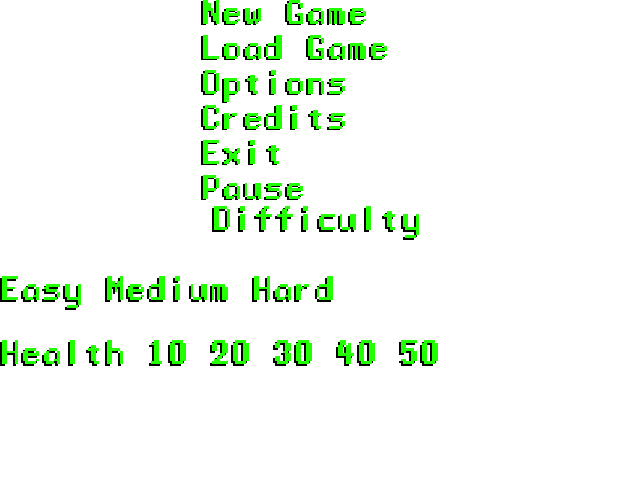 New Game
Load Game
Options
Credits
Exit
Pause
Difficulty
Easy Medium Hard
Health 10 20 30 40 50